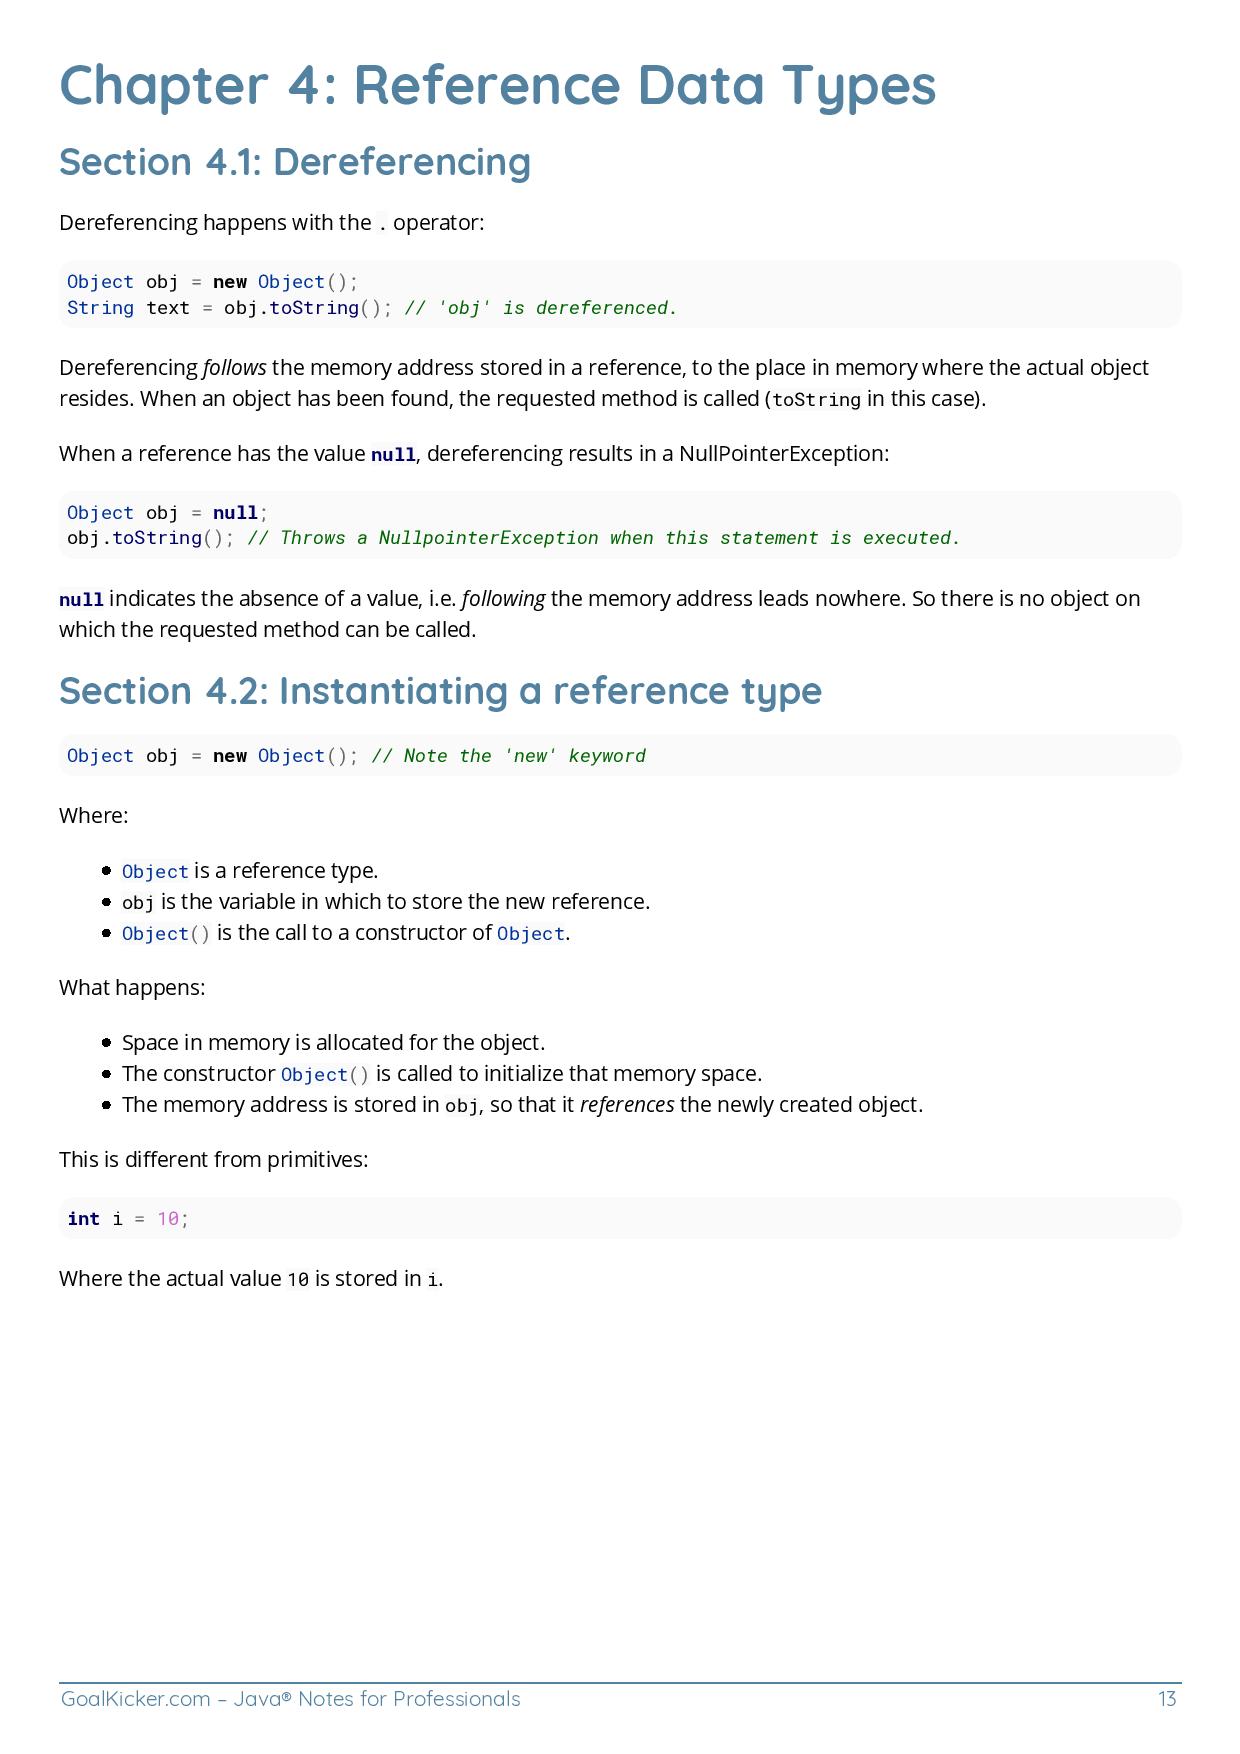 Chapter 4: Reference Data Types
Section 4.1: Dereferencing
Dereferencing happens with the . operator:
Object obj = new Object();
String text = obj.toString(); // 'obj' is dereferenced.
Dereferencing follows the memory address stored in a reference, to the place in memory where the actual object
resides. When an object has been found, the requested method is called (toString in this case).
When a reference has the value null, dereferencing results in a NullPointerException:
Object obj = null;
obj.toString(); // Throws a NullpointerException when this statement is executed.
null indicates the absence of a value, i.e. following the memory address leads nowhere. So there is no object on
which the requested method can be called.
Section 4.2: Instantiating a reference type
Object obj = new Object(); // Note the 'new' keyword
Where:
● Object is a reference type.
● obj is the variable in which to store the new reference.
● Object() is the call to a constructor of Object.
What happens:
● Space in memory is allocated for the object.
● The constructor Object() is called to initialize that memory space.
● The memory address is stored in obj, so that it references the newly created object.
This is different from primitives:
int i = 10;
Where the actual value 10 is stored in i.
GoalKicker.com – Java® Notes for Professionals 13